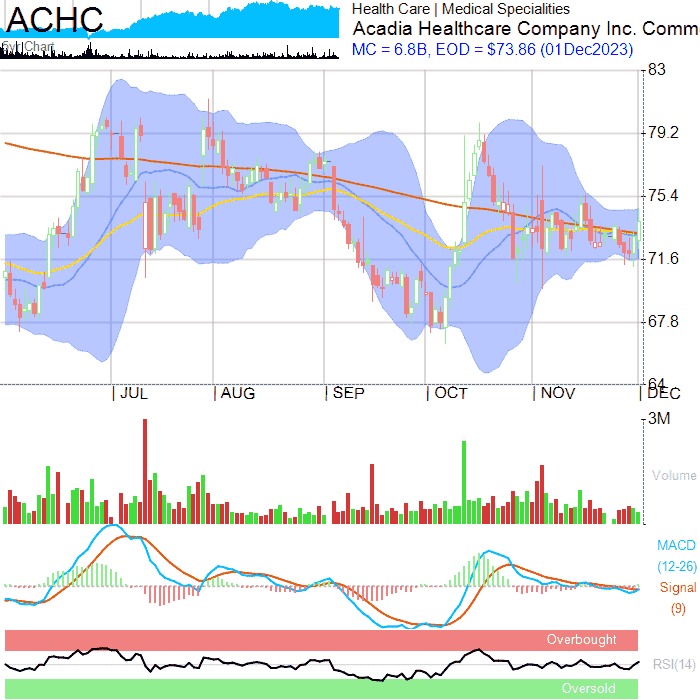 ACHC
5yr Chart
Health Care | Medical Specialities
Acadia Healthcare Company Inc. Comm
MC = 6.8B, EOD = $73.86 (01Dec2023)
83
79.2
75.4
71.6
67.8
64
JUL AUG SEP OCT NOV DEC
3M
Volume
MACD
(12-26)
Signal
(9)
Overbought
RSI(14)
Oversold